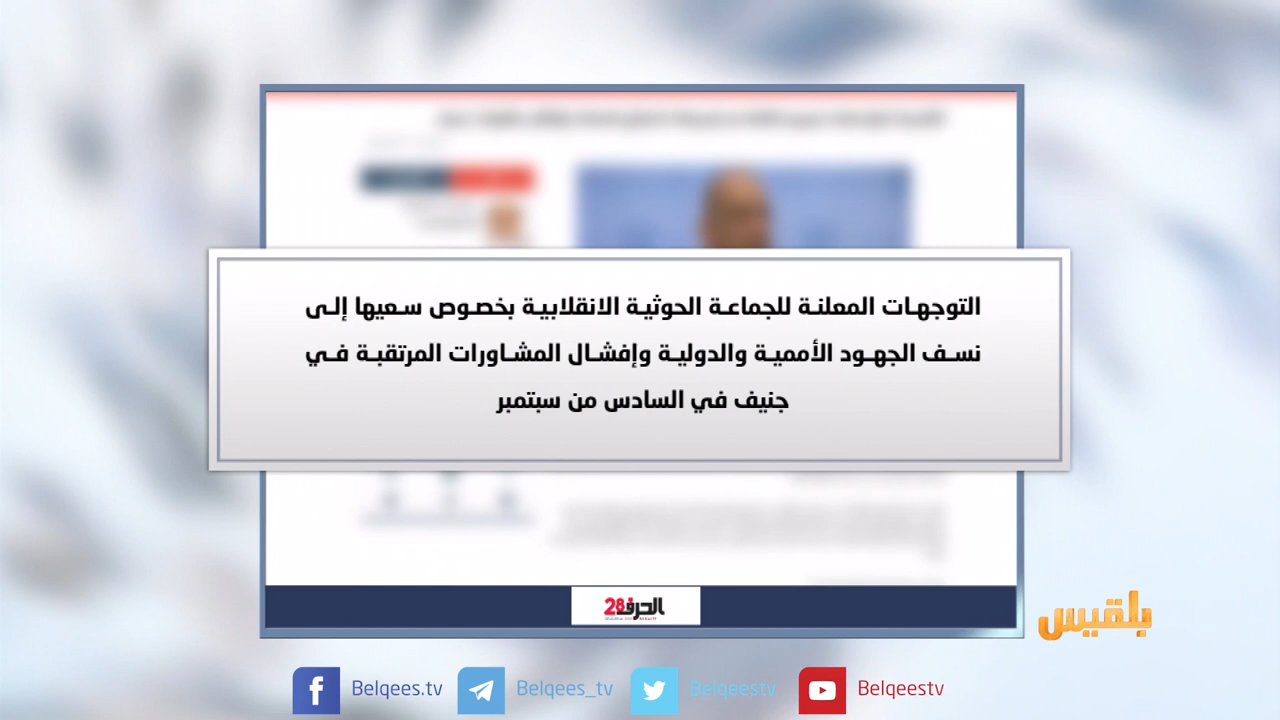 التوجهات المعلنة للجماعة الحوثية الانقلابية بخصوص سعيها إلى
نسف الجهود الأممية والدولية وإفشال المشاورات المرتقبة في
جنيف في السادس من سبتمبر
الحرف28
بلقيس
Belqees.tv
Belqees_tv
Belqeestv
Belqeestv